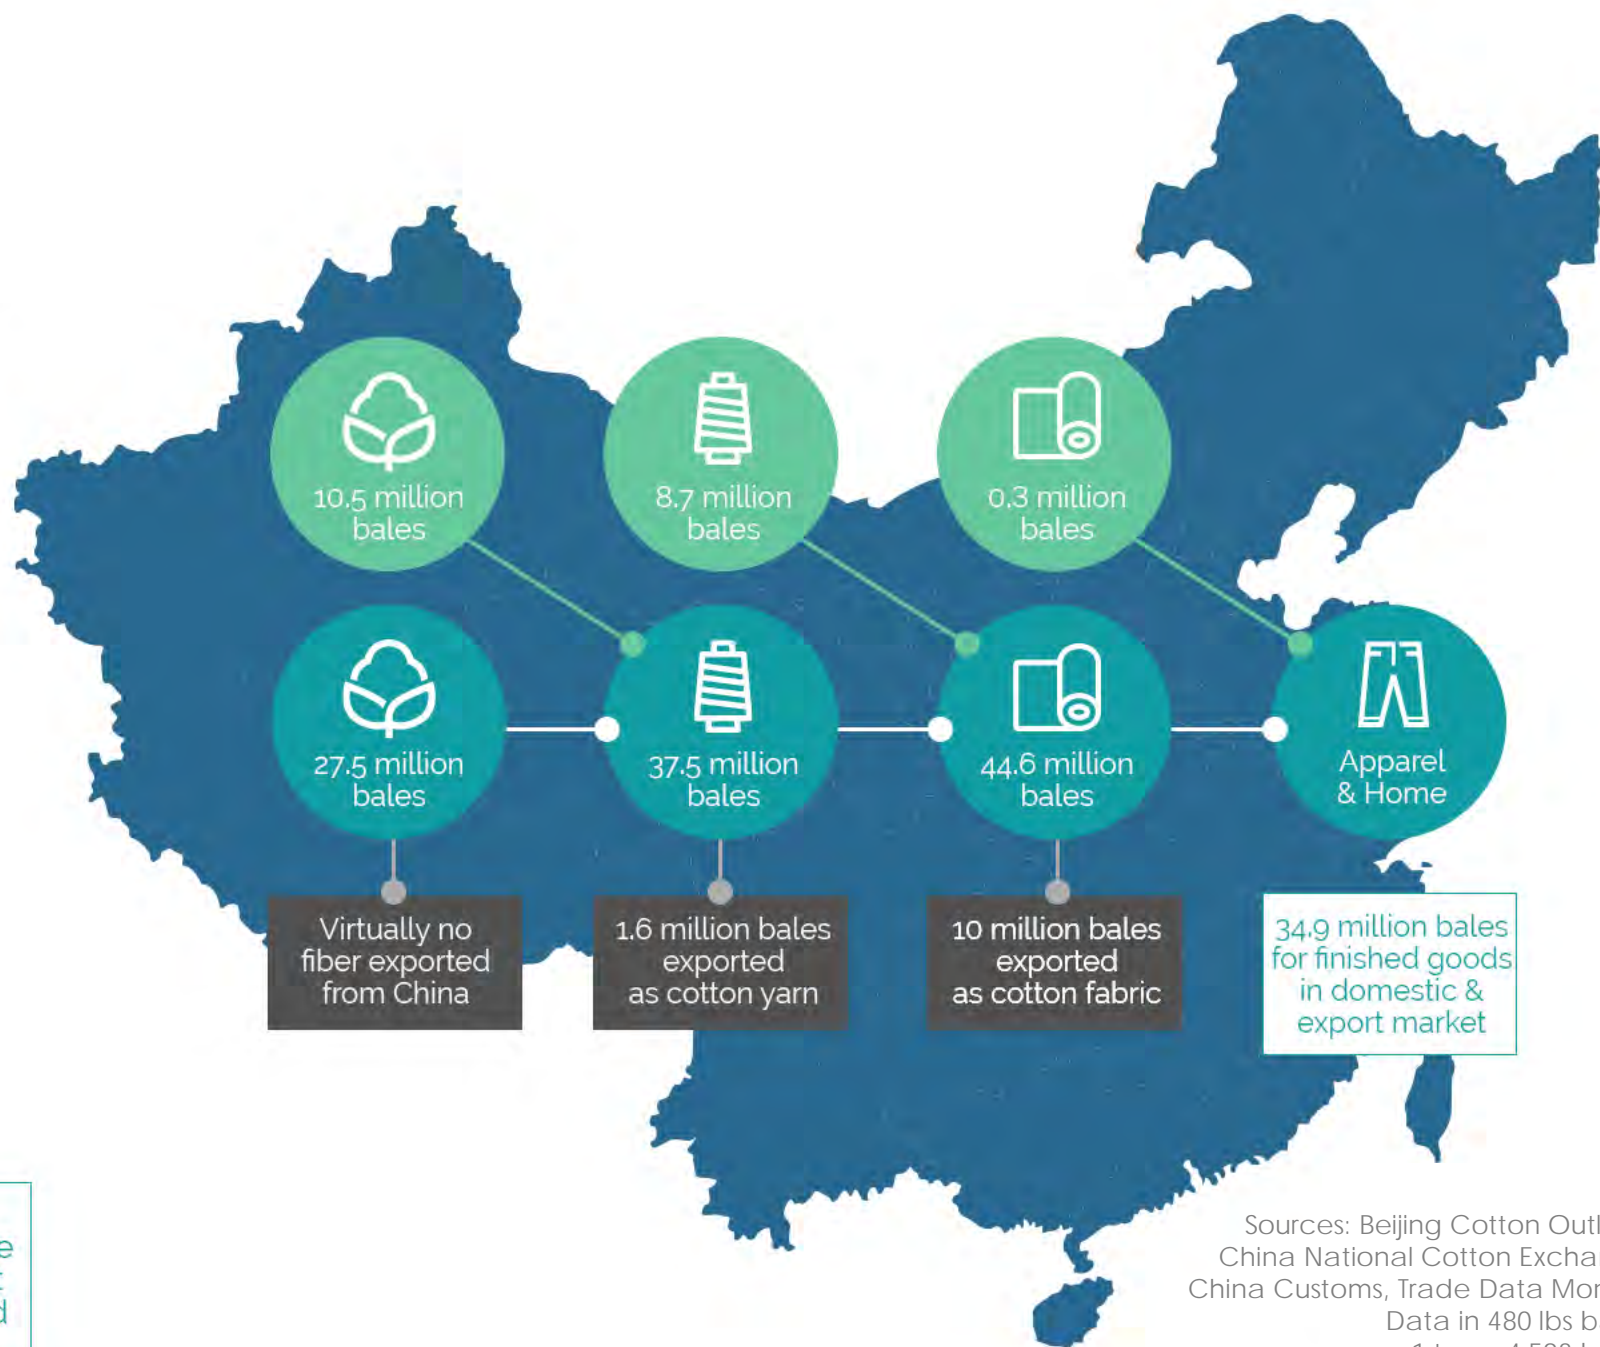 10.5 million
bales
8.7 million
bales
0.3 million
bales
27.5 million
bales
37.5 million
bales
44.6 million
bales
Apparel
& Home
Virtually no
fiber exported
from China
1.6 million bales
exported
as cotton yarn
10 million bales
exported
as cotton fabric
34.9 million bales
for finished goods
in domestic &
export market
Sources: Beijing Cotton
China National Cotton
China Customs, Trade Data
Data in 480 lbs